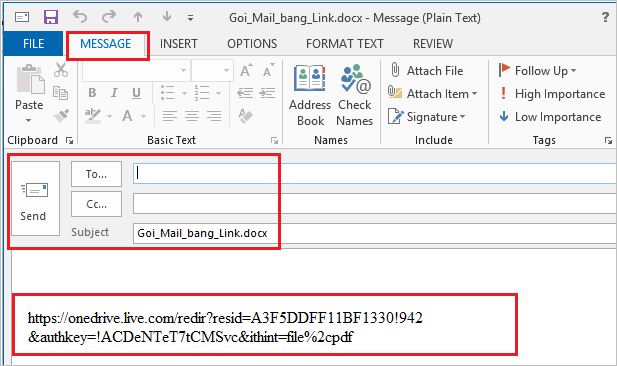 Goi_Mail_bang_Link.docx - Message (Plain Text)
FILE MESSAGE INSERT OPTIONS FORMAT TEXT REVIEW
Paste
B I U
A A
ab A
Clipboard
Basic Text
Address Book
Check Names
Names
Attach File
Attach Item
Signature
Include
Follow Up
High Importance
Low Importance
Tags
Send
To...
Cc...
Subject Goi_Mail_bang_Link.docx
https://onedrive.live.com/redir?resid=A3F5DDFF11BF1330!942
&authkey=!ACDeNTeT7tCMSvc&ithint=file%2cpdf